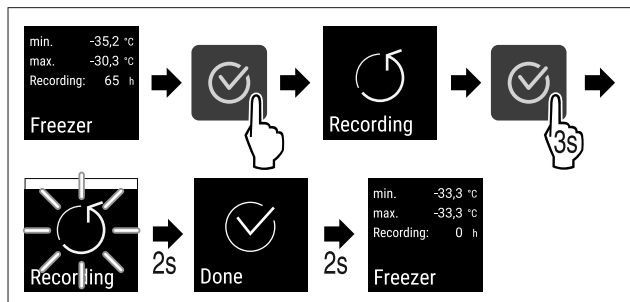 min. -35,2 °C
max. -30,3 °C
Recording: 65 h
Freezer
Recording
3s
Recording
2s
Done
2s
min. -33,3 °C
max. -33,3 °C
Recording: 0 h
Freezer